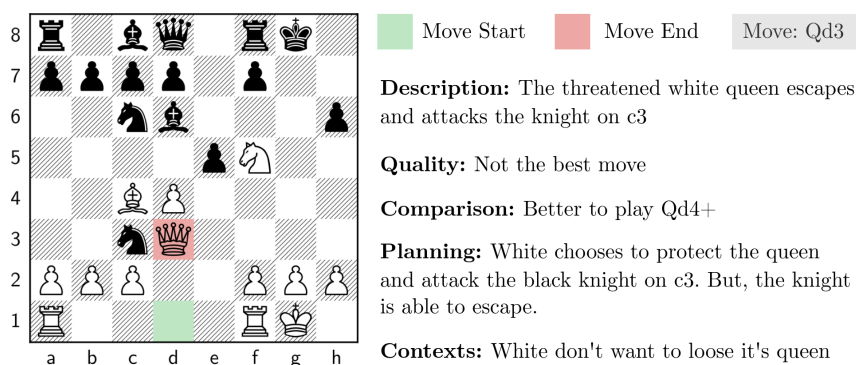 8
7
6
5
4
3
2
1
a b c d e f g h
Move Start Move End Move: Qd3
Description: The threatened white queen escapes
and attacks the knight on c3
Quality: Not the best move
Comparison: Better to play Qd4+
Planning: White chooses to protect the queen
and attack the black knight on c3. But, the knight
is able to escape.
Contexts: White don't want to loose it's queen